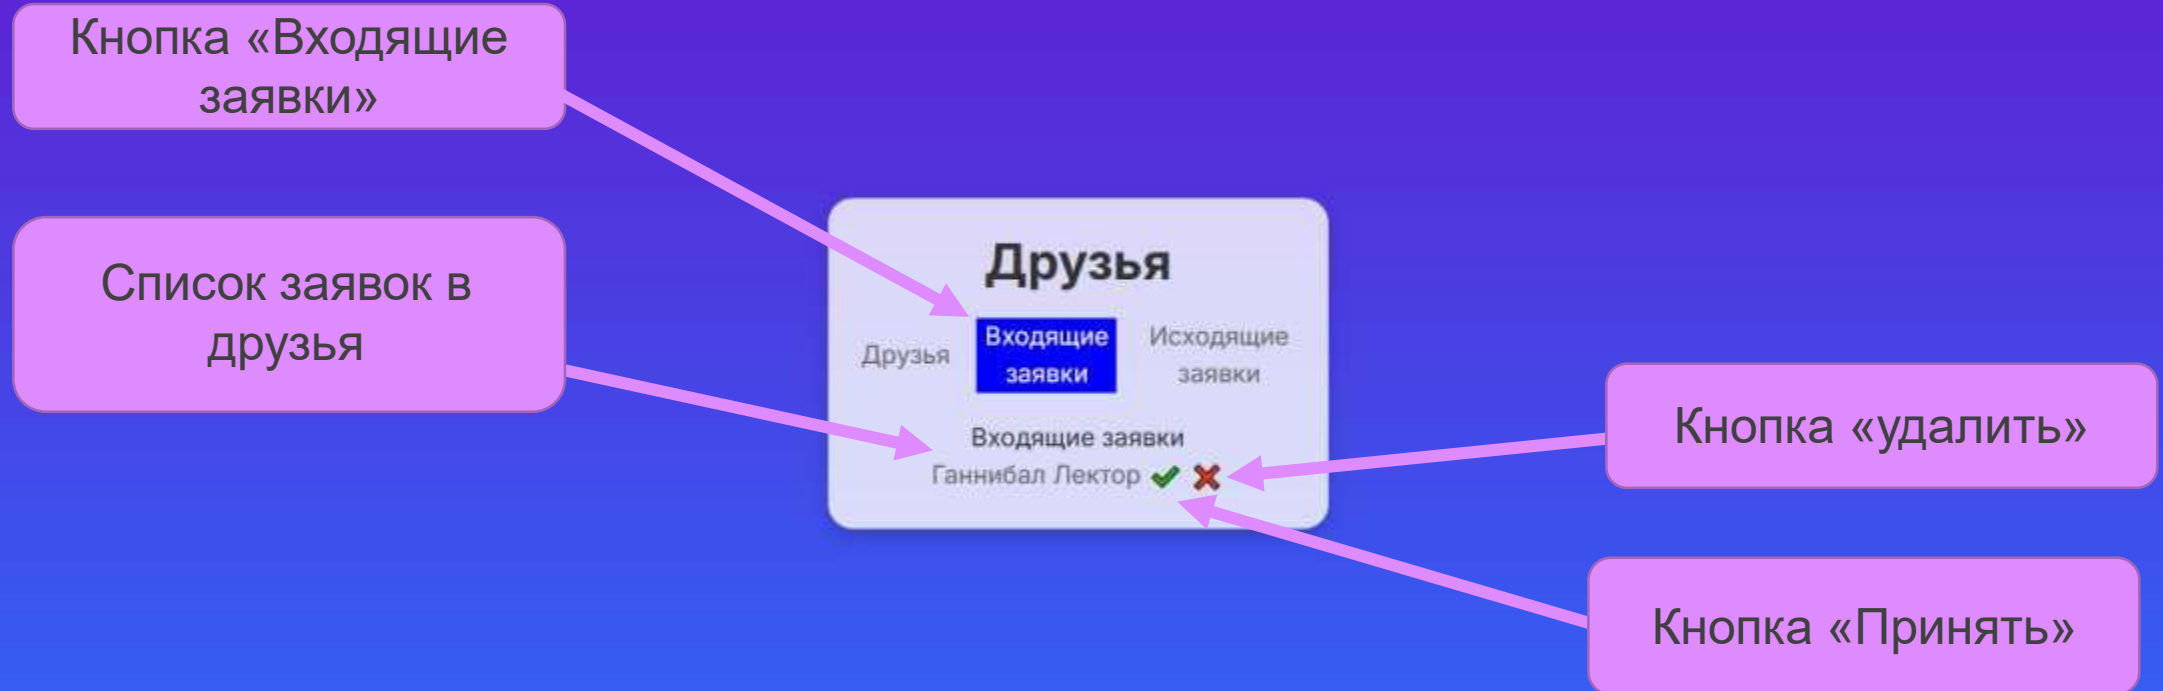 Кнопка «Входящие
заявки»
Список заявок в
друзья
Друзья
Друзья
Входящие
заявки
Исходящие
заявки
Входящие заявки
Ганнибал Лектор
Кнопка «удалить»
Кнопка «Принять»